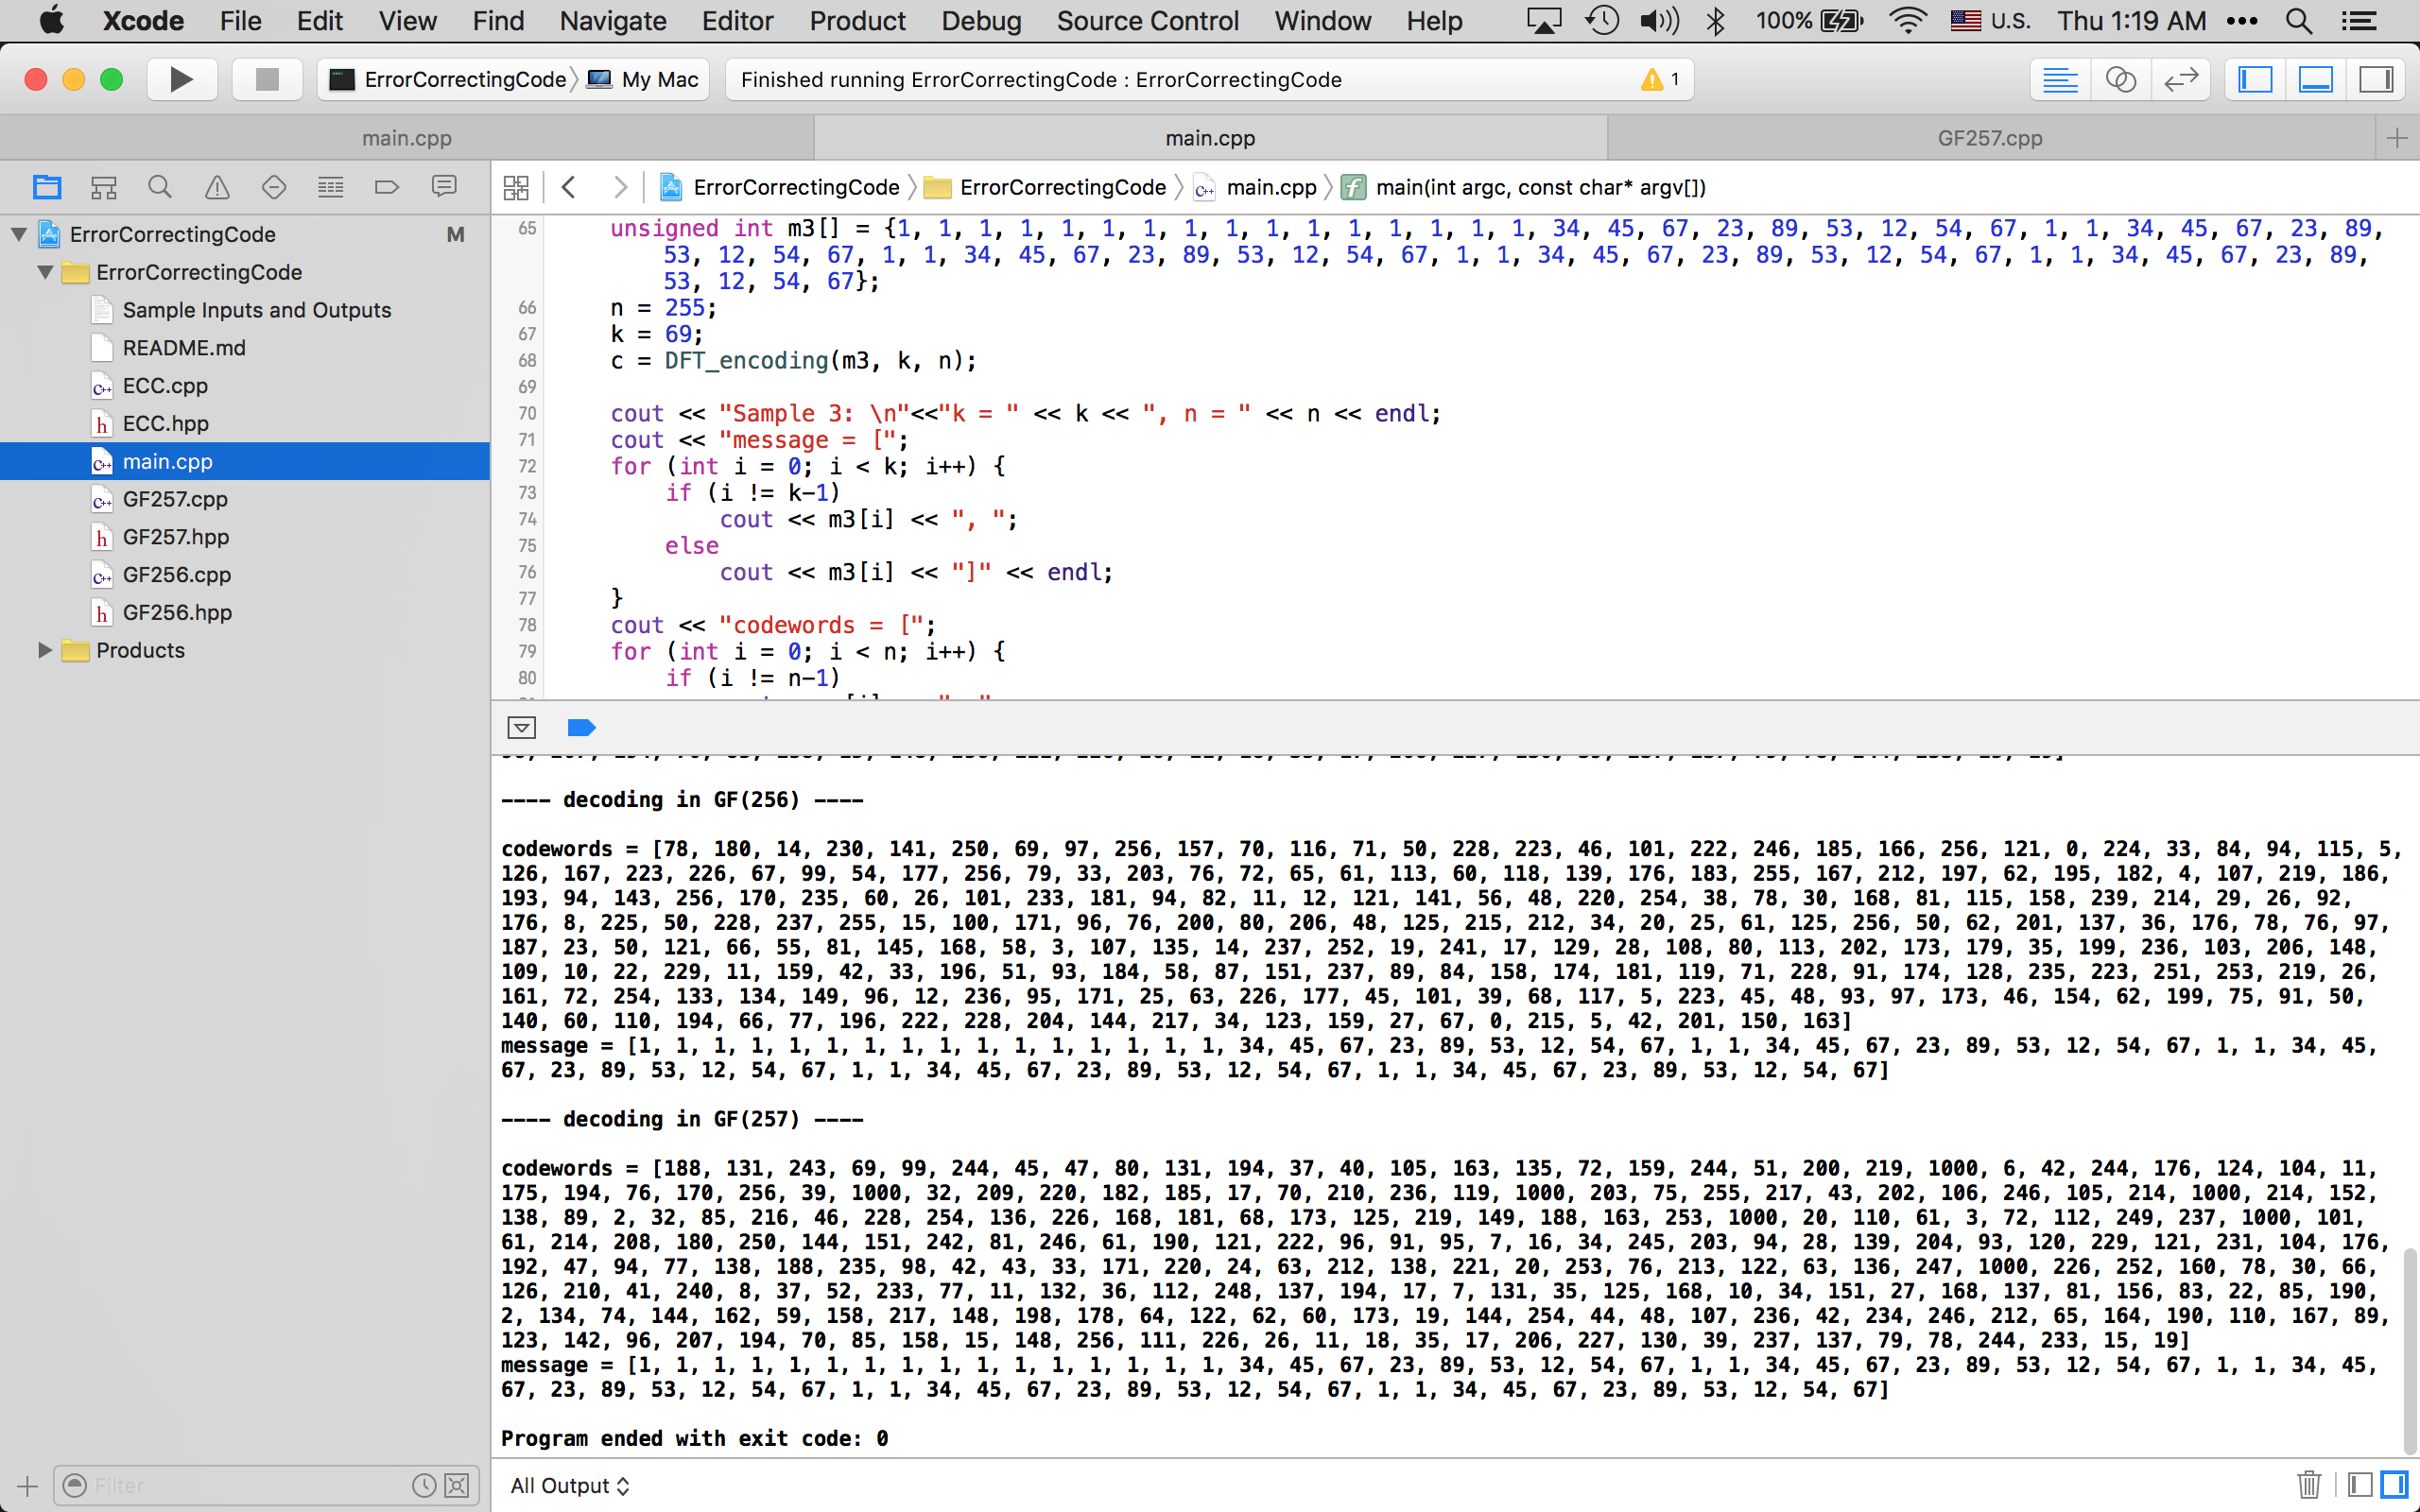 Xcode File Edit View Find Navigate Editor Product Debug Source Control Window Help 100% U.S. Thu 1:19 AM
ErrorCorrectingCode My Mac Finished running ErrorCorrectingCode : ErrorCorrectingCode 1
main.cpp main.cpp GF257.cpp
ErrorCorrectingCode ErrorCorrectingCode main.cpp main(int argc, const char* argv[])
ErrorCorrectingCode M
ErrorCorrectingCode
Sample Inputs and Outputs
README.md
ECC.cpp
ECC.hpp
main.cpp
GF257.cpp
GF257.hpp
GF256.cpp
GF256.hpp
Products
Filter
65 unsigned int m3[] = {1, 1, 1, 1, 1, 1, 1, 1, 1, 1, 1, 1, 1, 1, 1, 1, 34, 45, 67, 23, 89, 53, 12, 54, 67, 1, 1, 34, 45, 67, 23, 89,
53, 12, 54, 67, 1, 1, 34, 45, 67, 23, 89, 53, 12, 54, 67, 1, 1, 34, 45, 67, 23, 89, 53, 12, 54, 67, 1, 1, 34, 45, 67, 23, 89,
53, 12, 54, 67};
66 n = 255;
67 k = 69;
68 c = DFT_encoding(m3, k, n);
69
70 cout << "Sample 3: \n"<<"k = " << k << ", n = " << n << endl;
71 cout << "message = [";
72 for (int i = 0; i < k; i++) {
73 if (i != k-1)
74 cout << m3[i] << ", ";
75 else
76 cout << m3[i] << "]" << endl;
77 }
78 cout << "codewords = [";
79 for (int i = 0; i < n; i++) {
80 if (i != n-1)
---- decoding in GF(256) ----
codewords = [78, 180, 14, 230, 141, 250, 69, 97, 256, 157, 70, 116, 71, 50, 228, 223, 46, 101, 222, 246, 185, 166, 256, 121, 0, 224, 33, 84, 94, 115, 5,
126, 167, 223, 226, 67, 99, 54, 177, 256, 79, 33, 203, 76, 72, 65, 61, 113, 60, 118, 139, 176, 183, 255, 167, 212, 197, 62, 195, 182, 4, 107, 219, 186,
193, 94, 143, 256, 170, 235, 60, 26, 101, 233, 181, 94, 82, 11, 12, 121, 141, 56, 48, 220, 254, 38, 78, 30, 168, 81, 115, 158, 239, 214, 29, 26, 92,
176, 8, 225, 50, 228, 237, 255, 15, 100, 171, 96, 76, 200, 80, 206, 48, 125, 215, 212, 34, 20, 25, 61, 125, 256, 50, 62, 201, 137, 36, 176, 78, 76, 97,
187, 23, 50, 121, 66, 55, 81, 145, 168, 58, 3, 107, 135, 14, 237, 252, 19, 241, 17, 129, 28, 108, 80, 113, 202, 173, 179, 35, 199, 236, 103, 206, 148,
109, 10, 22, 229, 11, 159, 42, 33, 196, 51, 93, 184, 58, 87, 151, 237, 89, 84, 158, 174, 181, 119, 71, 228, 91, 174, 128, 235, 223, 251, 253, 219, 26,
161, 72, 254, 133, 134, 149, 96, 12, 236, 95, 171, 25, 63, 226, 177, 45, 101, 39, 68, 117, 5, 223, 45, 48, 93, 97, 173, 46, 154, 62, 199, 75, 91, 50,
140, 60, 110, 194, 66, 77, 196, 222, 228, 204, 144, 217, 34, 123, 159, 27, 67, 0, 215, 5, 42, 201, 150, 163]
message = [1, 1, 1, 1, 1, 1, 1, 1, 1, 1, 1, 1, 1, 1, 1, 1, 34, 45, 67, 23, 89, 53, 12, 54, 67, 1, 1, 34, 45, 67, 23, 89, 53, 12, 54, 67, 1, 1, 34, 45,
67, 23, 89, 53, 12, 54, 67, 1, 1, 34, 45, 67, 23, 89, 53, 12, 54, 67, 1, 1, 34, 45, 67, 23, 89, 53, 12, 54, 67]
---- decoding in GF(257) ----
codewords = [188, 131, 243, 69, 99, 244, 45, 47, 80, 131, 194, 37, 40, 105, 163, 135, 72, 159, 244, 51, 200, 219, 1000, 6, 42, 244, 176, 124, 104, 11,
175, 194, 76, 170, 256, 39, 1000, 32, 209, 220, 182, 185, 17, 70, 210, 236, 119, 1000, 203, 75, 255, 217, 43, 202, 106, 246, 105, 214, 1000, 214, 152,
138, 89, 2, 32, 85, 216, 46, 228, 254, 136, 226, 168, 181, 68, 173, 125, 219, 149, 188, 163, 253, 1000, 20, 110, 61, 3, 72, 112, 249, 237, 1000, 101,
61, 214, 208, 180, 250, 144, 151, 242, 81, 246, 61, 190, 121, 222, 96, 91, 95, 7, 16, 34, 245, 203, 94, 28, 139, 204, 93, 120, 229, 121, 231, 104, 176,
192, 47, 94, 77, 138, 188, 235, 98, 42, 43, 33, 171, 220, 24, 63, 212, 138, 221, 20, 253, 76, 213, 122, 63, 136, 247, 1000, 226, 252, 160, 78, 30, 66,
126, 210, 41, 240, 8, 37, 52, 233, 77, 11, 132, 36, 112, 248, 137, 194, 17, 7, 131, 35, 125, 168, 10, 34, 151, 27, 168, 137, 81, 156, 83, 22, 85, 190,
2, 134, 74, 144, 162, 59, 158, 217, 148, 198, 178, 64, 122, 62, 60, 173, 19, 144, 254, 44, 48, 107, 236, 42, 234, 246, 212, 65, 164, 190, 110, 167, 89,
123, 142, 96, 207, 194, 70, 85, 158, 15, 148, 256, 111, 226, 26, 11, 18, 35, 17, 206, 227, 130, 39, 237, 137, 79, 78, 244, 233, 15, 19]
message = [1, 1, 1, 1, 1, 1, 1, 1, 1, 1, 1, 1, 1, 1, 1, 1, 34, 45, 67, 23, 89, 53, 12, 54, 67, 1, 1, 34, 45, 67, 23, 89, 53, 12, 54, 67, 1, 1, 34, 45,
67, 23, 89, 53, 12, 54, 67, 1, 1, 34, 45, 67, 23, 89, 53, 12, 54, 67, 1, 1, 34, 45, 67, 23, 89, 53, 12, 54, 67]
Program ended with exit code: 0
All Output